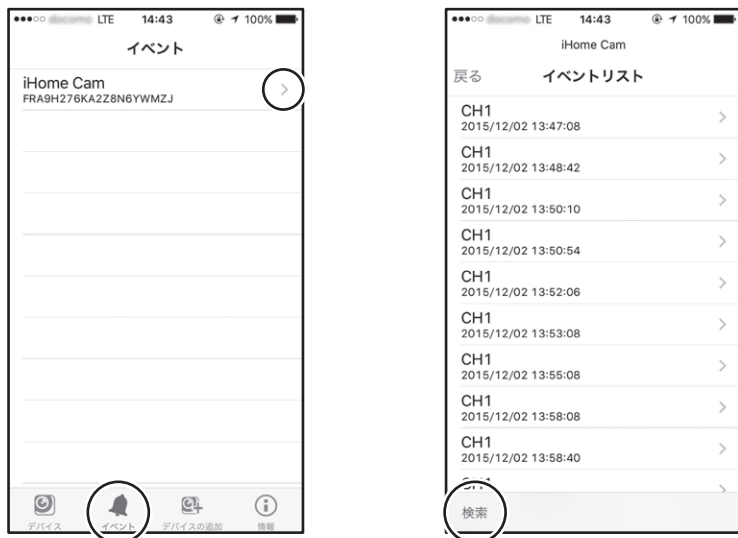 LTE 14:43 100%
イベント
iHome Cam
FRA9H276KA2Z8N6YWMZJ
デバイス
イベント
デバイスの追加
情報
LTE 14:43 100%
iHome Cam
戻る イベントリスト
CH1
2015/12/02 13:47:08
CH1
2015/12/02 13:48:42
CH1
2015/12/02 13:50:10
CH1
2015/12/02 13:50:54
CH1
2015/12/02 13:52:06
CH1
2015/12/02 13:53:08
CH1
2015/12/02 13:55:08
CH1
2015/12/02 13:58:08
CH1
2015/12/02 13:58:40
CH1
検索